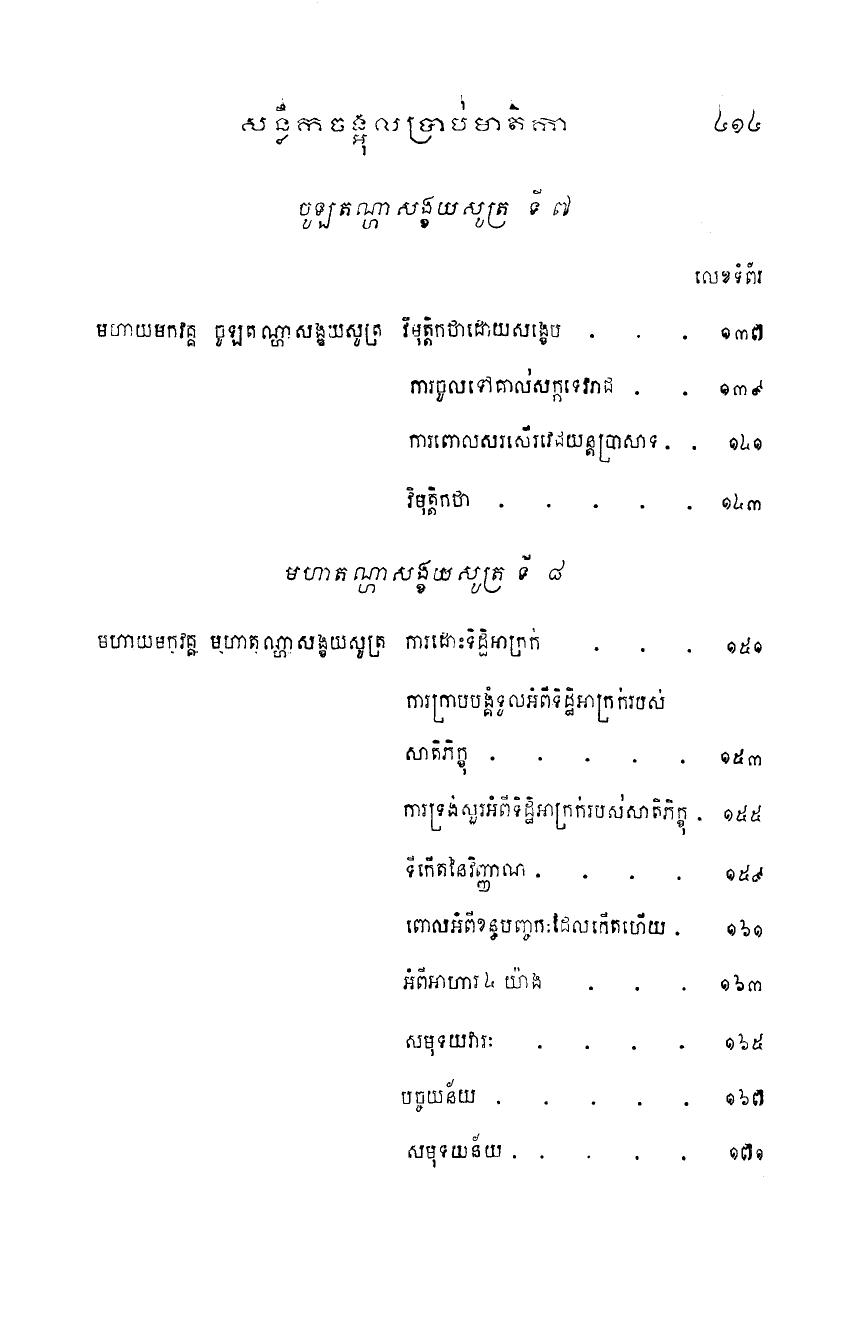 សន្លឹកចង្អុលប្រាប់មាតិកា ៤១៤
ចូឡតណ្ហាសង្ខយសូត្រ ទី ៧
លេខទំព័រ
មហាយមកវគ្គ ចូឡតណ្ហាសង្ខយសូត្រ វិមុត្តិកថាដោយសង្ខេប . . . ១៣៧
ការចូលទៅគាល់សក្កទេវរាជ . . ១៣៩
ការពោលសរសើរវេជយន្តប្រាសាទ . . ១៤១
វិមុត្តិកថា . . . . . ១៤៣
មហាតណ្ហាសង្ខយសូត្រ ទី ៨
មហាយមកវគ្គ មហាតណ្ហាសង្ខយសូត្រ ការដោះទិដ្ឋិអាក្រក់ . . . ១៥១
ការក្រាបបង្គំទូលអំពីទិដ្ឋិអាក្រក់របស់
សាតិភិក្ខុ . . . . . ១៥៣
ការទ្រង់សួរអំពីទិដ្ឋិអាក្រក់របស់សាតិភិក្ខុ . ១៥៥
ទីកើតនៃវិញ្ញាណ . . . . ១៥៩
ពោលអំពីខន្ធបញ្ចកៈដែលកើតហើយ . ១៦១
អំពីអាហារ ៤ យ៉ាង . . . ១៦៣
សមុទយវារៈ . . . . ១៦៥
បច្ចយន័យ . . . . . ១៦៧
សមុទយន័យ . . . . . ១៧១